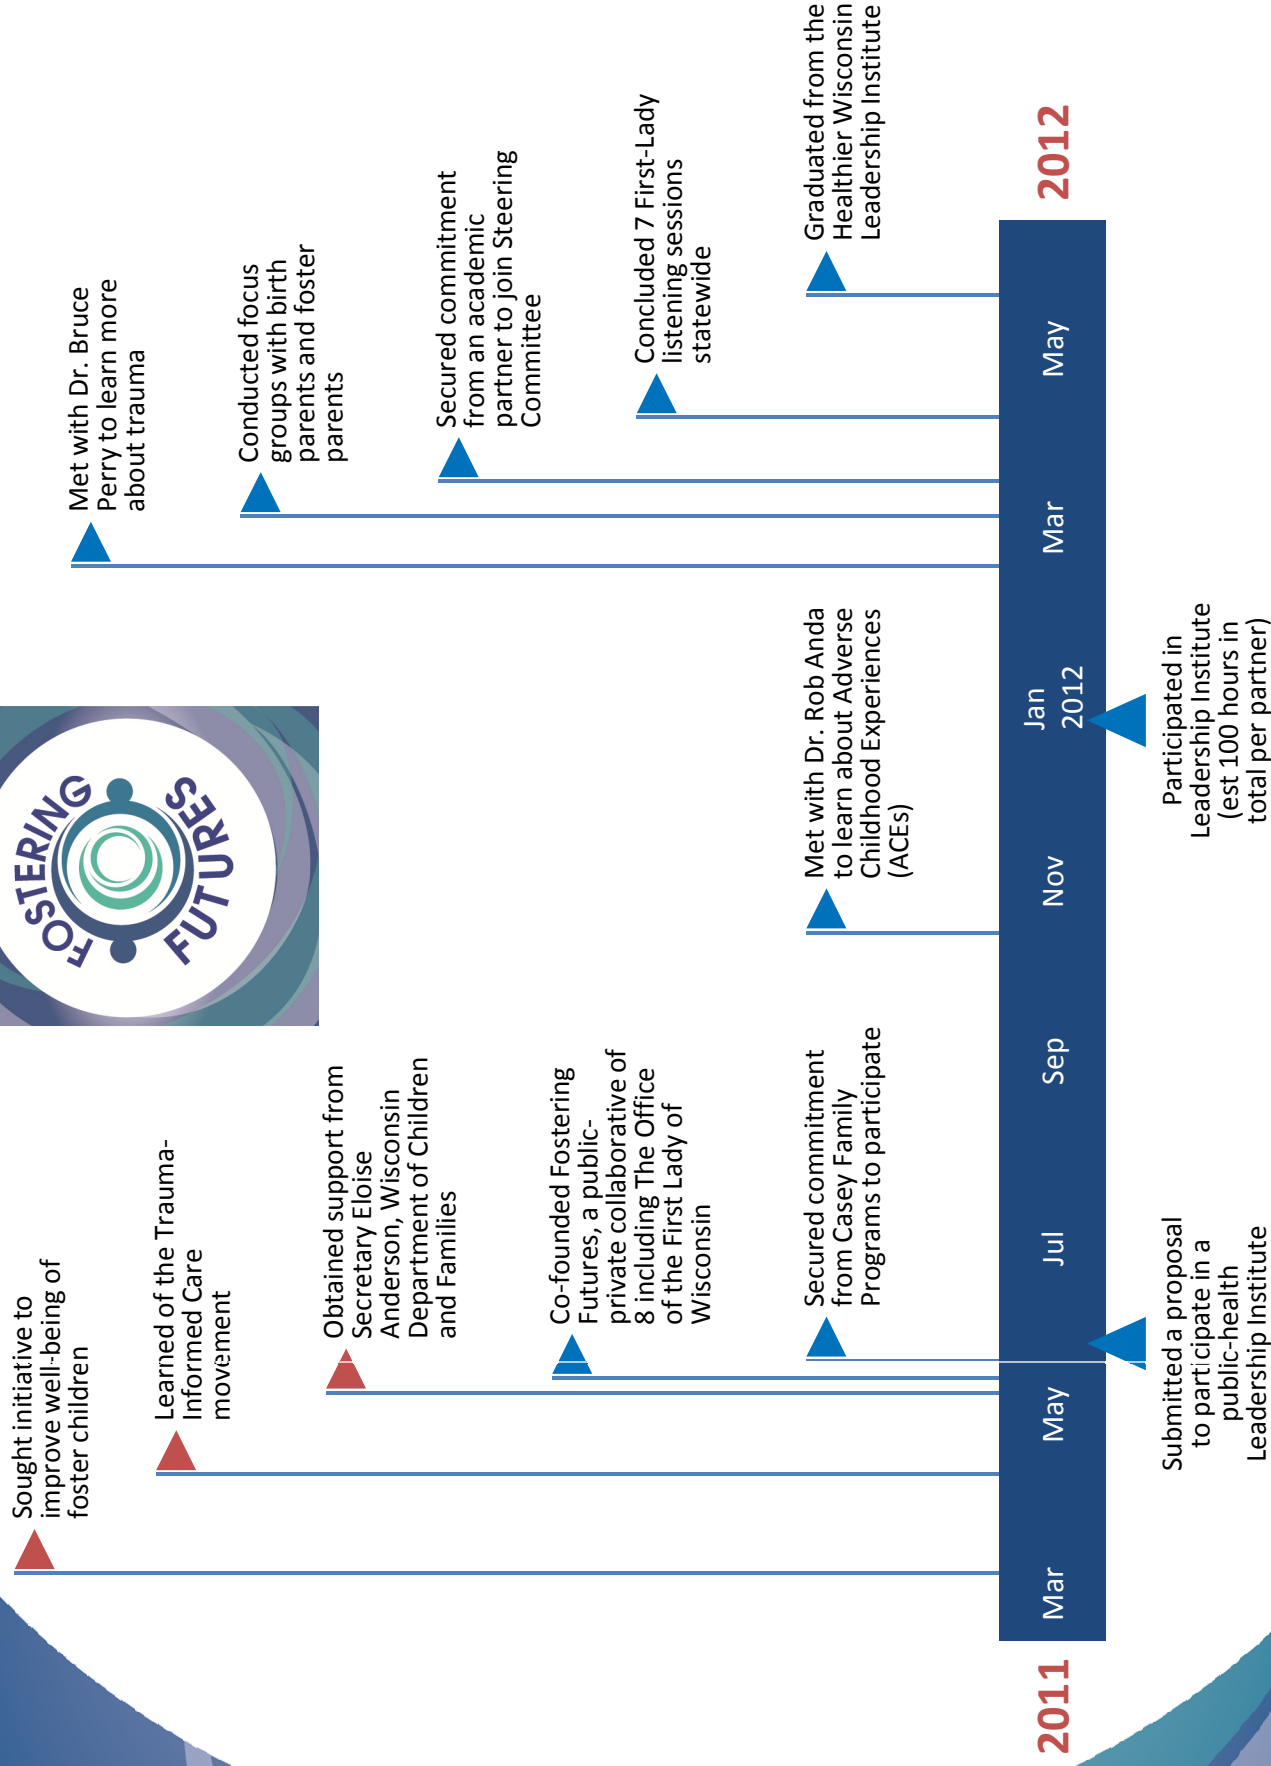 FOSTERING
FUTURES
Sought initiative to
improve well-being of
foster children
Learned of the Trauma-
Informed Care
movement
Obtained support from
Secretary Eloise
Anderson, Wisconsin
Department of Children
and Families
Co-founded Fostering
Futures, a public-
private collaborative of
8 including The Office
of the First Lady of
Wisconsin
Secured commitment
from Casey Family
Programs to participate
Met with Dr. Rob Anda
to learn about Adverse
Childhood Experiences
(ACEs)
Met with Dr. Bruce
Perry to learn more
about trauma
Conducted focus
groups with birth
parents and foster
parents
Secured commitment
from an academic
partner to join Steering
Committee
Concluded 7 First-Lady
listening sessions
statewide
Graduated from the
Healthier Wisconsin
Leadership Institute
2011
Mar
May
Jul
Sep
Nov
Jan
2012
Mar
May
2012
Submitted a proposal
to participate in a
public-health
Leadership Institute
Participated in
Leadership Institute
(est 100 hours in
total per partner)